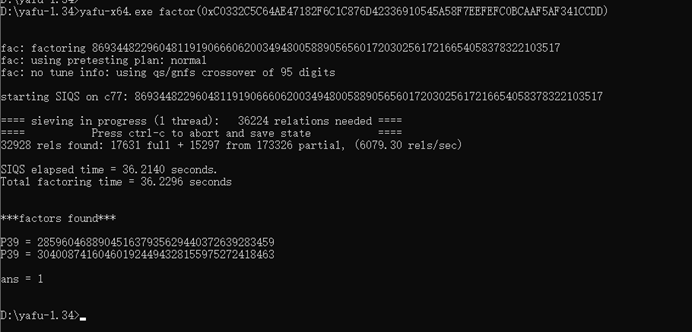 D:\yafu-1.34>
D:\yafu-1.34>yafu-x64.exe factor(0xC0332C5C64AE47182F6C1C876D42336910545A58F7EEFEFC0BCAAF5AF341CCDD)
fac: factoring 86934482296048119190666062003494800588905656017203025617216654058378322103517
fac: using pretesting plan: normal
fac: no tune info: using qs/gnfs crossover of 95 digits
starting SIQS on c77: 86934482296048119190666062003494800588905656017203025617216654058378322103517
==== sieving in progress (1 thread):   36224 relations needed ====
====           Press ctrl-c to abort and save state           ====
32928 rels found: 17631 full + 15297 from 173326 partial, (6079.30 rels/sec)
SIQS elapsed time = 36.2140 seconds.
Total factoring time = 36.2296 seconds
***factors found***
P39 = 285960468890451637935629440372639283459
P39 = 304008741604601924494328155975272418463
ans = 1
D:\yafu-1.34>